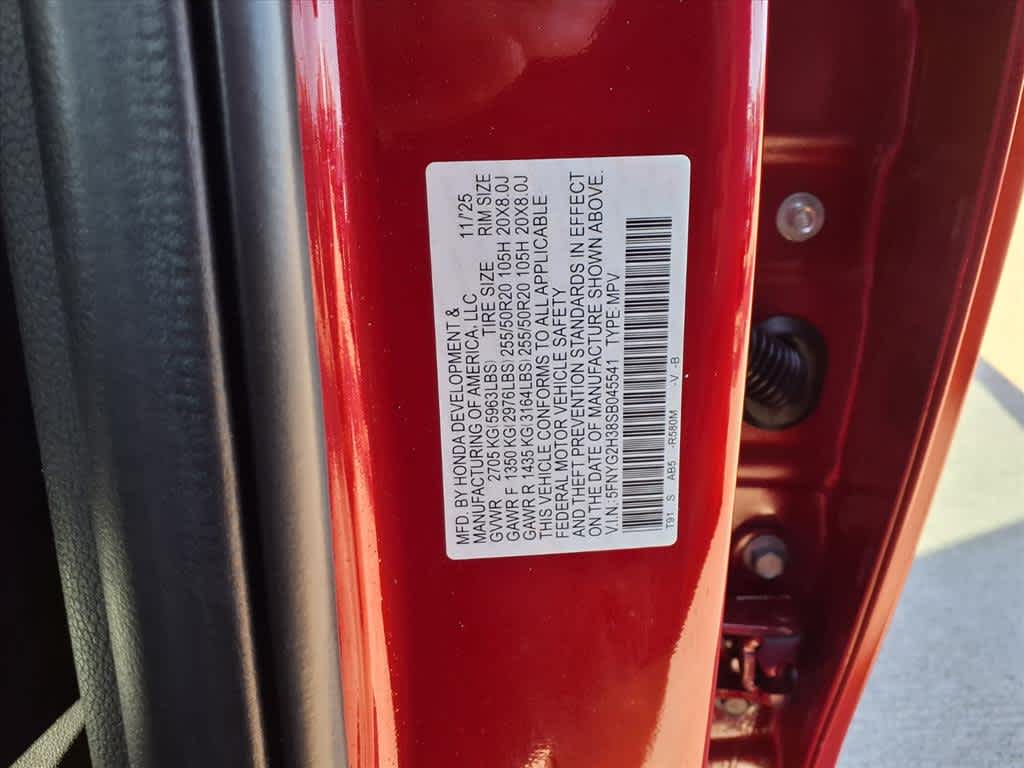 MFD. BY HONDA DEVELOPMENT & 11/'25
MANUFACTURING OF AMERICA, LLC
GVWR 2705 KG(5963LBS) TIRE SIZE RIM SIZE
GAWR F 1350 KG(2976LBS) 255/50R20 105H 20X8.0J
GAWR R 1435 KG(3164LBS) 255/50R20 105H 20X8.0J
THIS VEHICLE CONFORMS TO ALL APPLICABLE
FEDERAL MOTOR VEHICLE SAFETY
AND THEFT PREVENTION STANDARDS IN EFFECT
ON THE DATE OF MANUFACTURE SHOWN ABOVE.
V.I.N.:5FNYG2H38SB045541 TYPE:MPV
T91 S AB5 -R580M -V -B